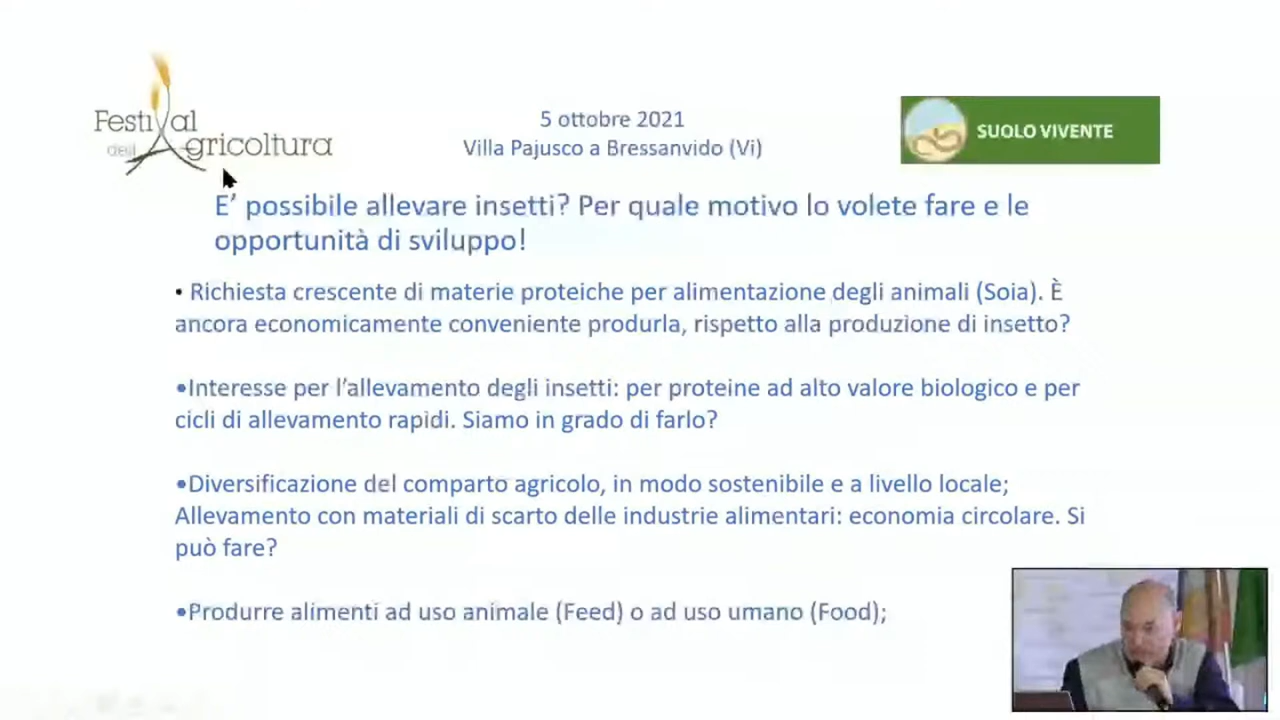 Festival
dell'Agricoltura
5 ottobre 2021
Villa Pajusco a Bressanvido (Vi)
SUOLO VIVENTE
E' possibile allevare insetti? Per quale motivo lo volete fare e le
opportunità di sviluppo!
• Richiesta crescente di materie proteiche per alimentazione degli animali (Soia). È
ancora economicamente conveniente produrla, rispetto alla produzione di insetto?
•Interesse per l'allevamento degli insetti: per proteine ad alto valore biologico e per
cicli di allevamento rapidi. Siamo in grado di farlo?
•Diversificazione del comparto agricolo, in modo sostenibile e a livello locale;
Allevamento con materiali di scarto delle industrie alimentari: economia circolare. Si
può fare?
•Produrre alimenti ad uso animale (Feed) o ad uso umano (Food);